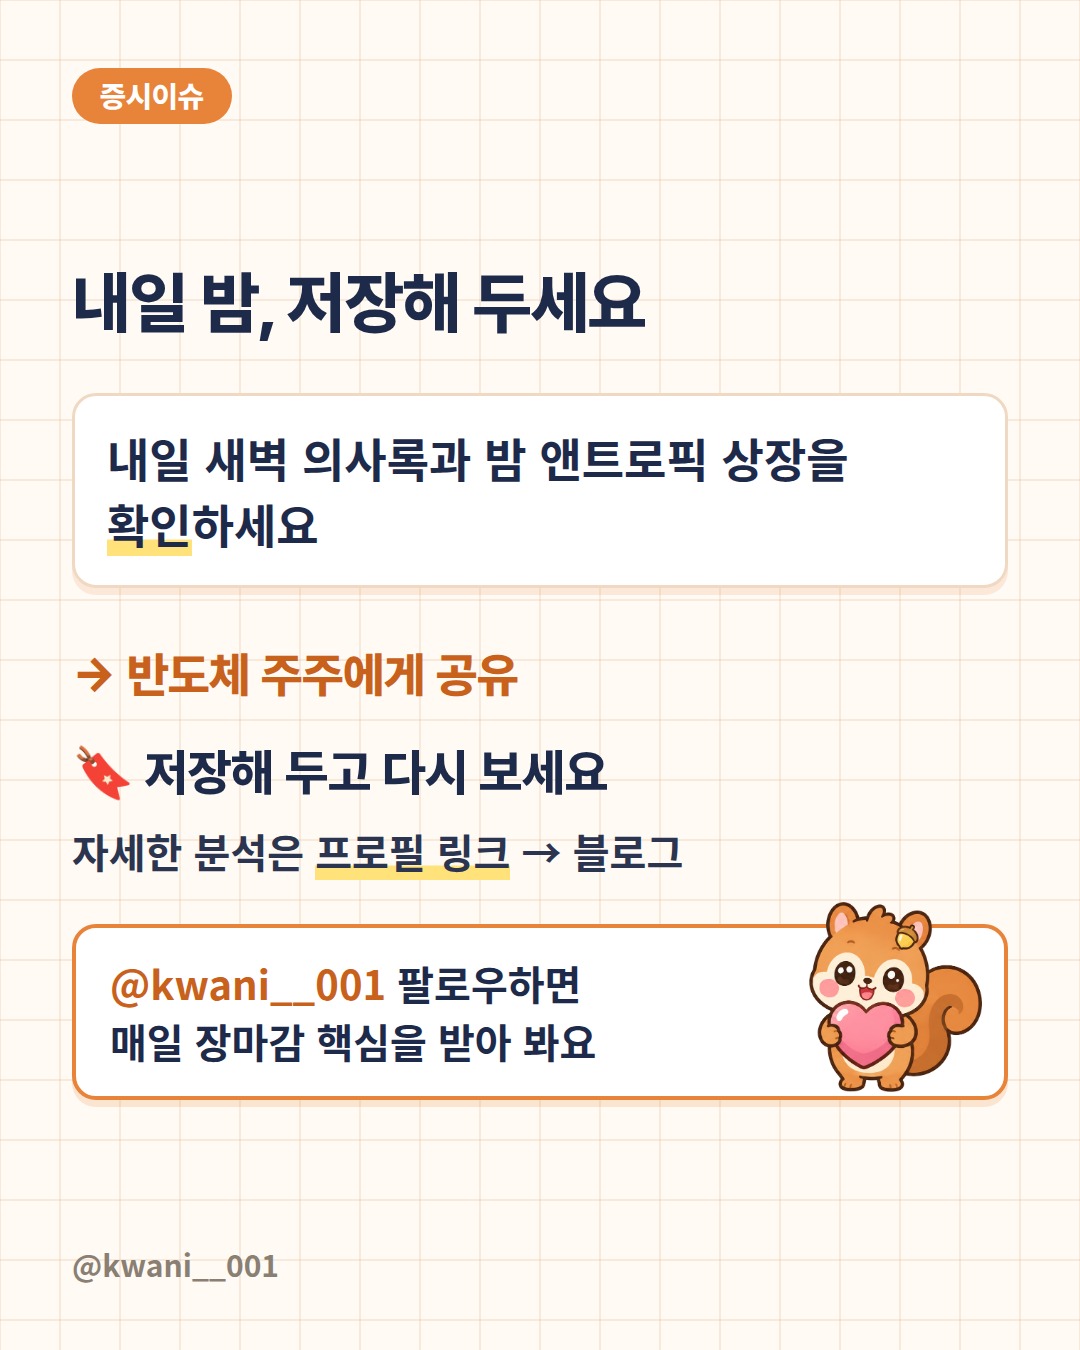 증시이슈
내일 밤, 저장해 두세요
내일 새벽 의사록과 밤 앤트로픽 상장을
확인하세요
→ 반도체 주주에게 공유
🔖 저장해 두고 다시 보세요
자세한 분석은 프로필 링크 → 블로그
@kwani__001 팔로우하면
매일 장마감 핵심을 받아 봐요
@kwani__001